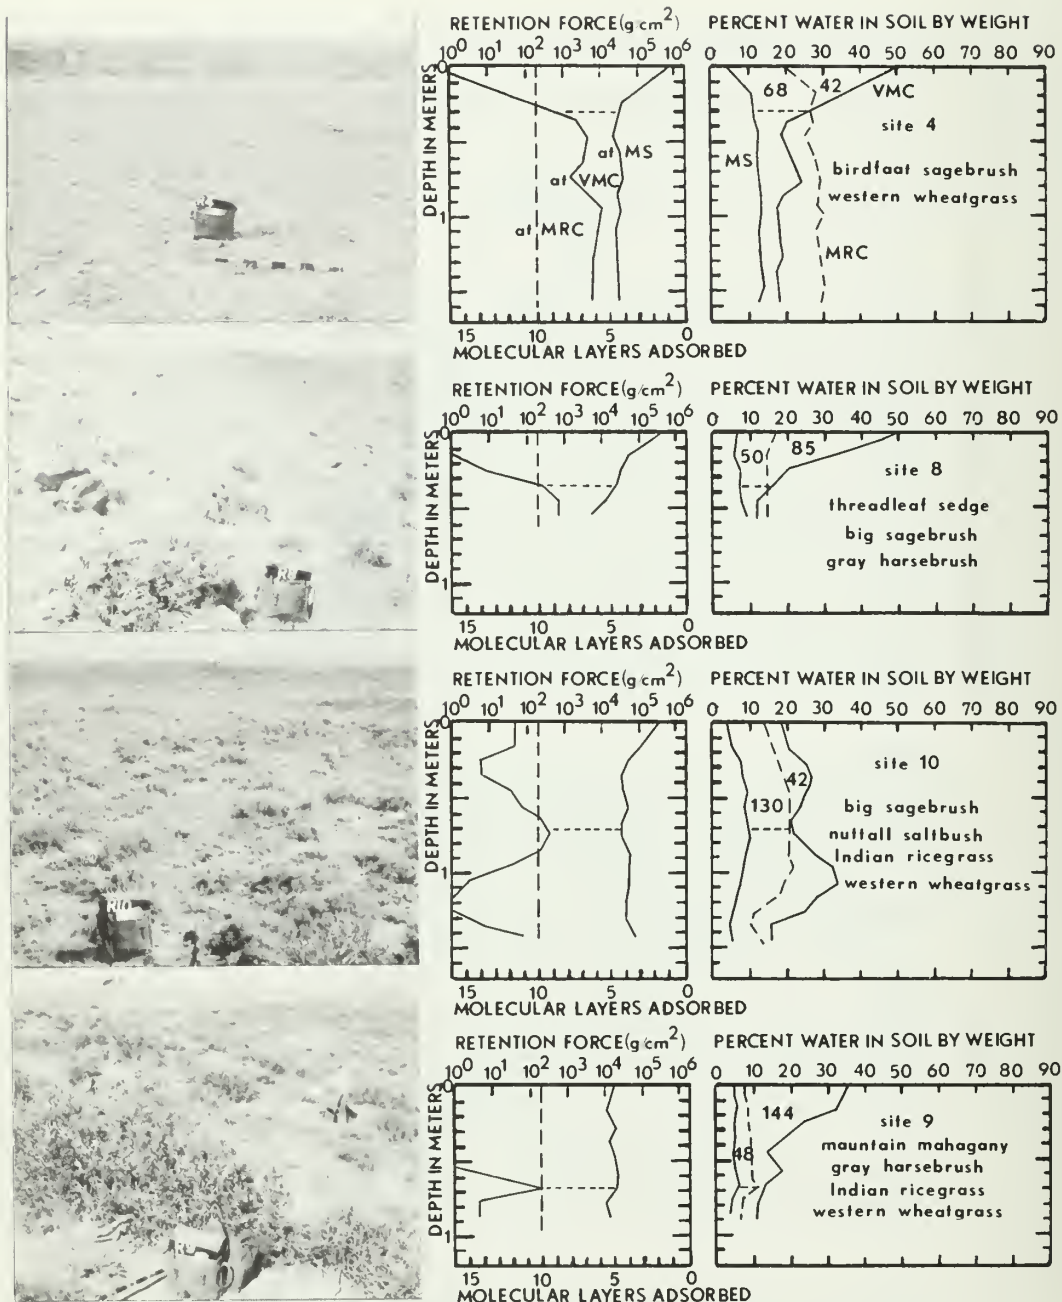 RETENTION FORCE (g/cm²) PERCENT WATER IN SOIL BY WEIGHT
10⁰ 10¹ 10² 10³ 10⁴ 10⁵ 10⁶ 0 10 20 30 40 50 60 70 80 90
DEPTH IN METERS
0
1
68 42 VMC
site 4
at MS MS birdfaat sagebrush
at VMC western wheatgrass
at MRC MRC
15 10 5 0
MOLECULAR LAYERS ADSORBED
RETENTION FORCE (g/cm²) PERCENT WATER IN SOIL BY WEIGHT
10⁰ 10¹ 10² 10³ 10⁴ 10⁵ 10⁶ 0 10 20 30 40 50 60 70 80 90
DEPTH IN METERS
0
1
50 85 site 8
threadleaf sedge
big sagebrush
gray harsebrush
15 10 5 0
MOLECULAR LAYERS ADSORBED
RETENTION FORCE (g/cm²) PERCENT WATER IN SOIL BY WEIGHT
10⁰ 10¹ 10² 10³ 10⁴ 10⁵ 10⁶ 0 10 20 30 40 50 60 70 80 90
DEPTH IN METERS
0
1
42 site 10
130 big sagebrush
nuttall saltbush
Indian ricegrass
western wheatgrass
R10
15 10 5 0
MOLECULAR LAYERS ADSORBED
RETENTION FORCE (g/cm²) PERCENT WATER IN SOIL BY WEIGHT
10⁰ 10¹ 10² 10³ 10⁴ 10⁵ 10⁶ 0 10 20 30 40 50 60 70 80 90
DEPTH IN METERS
0
1
144 site 9
mauntain mahagany
48 gray harsebrush
Indian ricegrass
western wheatgrass
15 10 5 0
MOLECULAR LAYERS ADSORBED